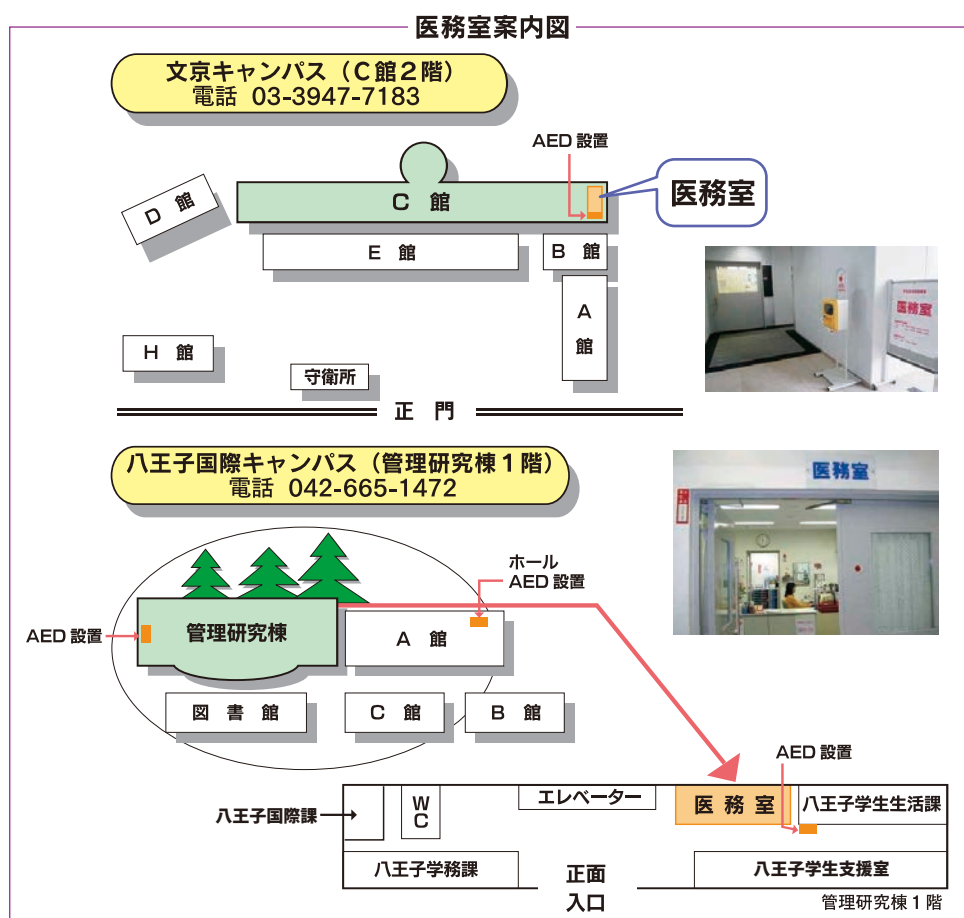 医務室案内図
文京キャンパス（C館2階）
電話 03-3947-7183
AED 設置
医務室
C 館
D 館
E 館
B 館
A 館
H 館
守衛所
正 門
医務室
八王子国際キャンパス（管理研究棟1階）
電話 042-665-1472
医務室
ホール
AED 設置
AED 設置
管理研究棟
A 館
図 書 館
C 館
B 館
AED 設置
エレベーター
医 務 室
八王子学生生活課
八王子国際課
WC
八王子学務課
正面
入口
八王子学生支援室
管理研究棟1階